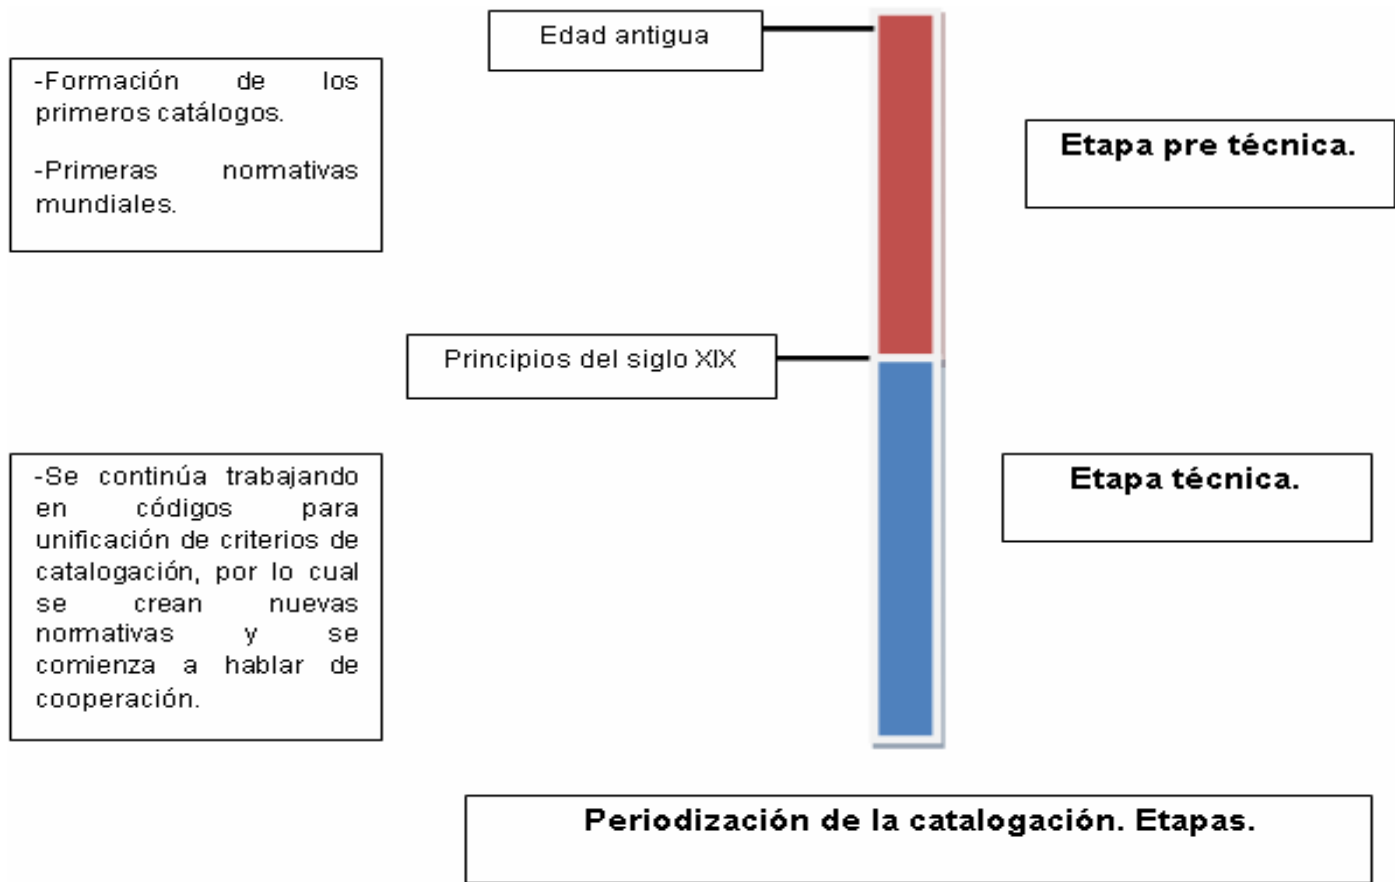 Edad antigua
-Formación de los
primeros catálogos.
-Primeras normativas
mundiales.
Etapa pre técnica.
Principios del siglo XIX
-Se continúa trabajando
en códigos para
unificación de criterios de
catalogación, por lo cual
se crean nuevas
normativas y se
comienza a hablar de
cooperación.
Etapa técnica.
Periodización de la catalogación. Etapas.